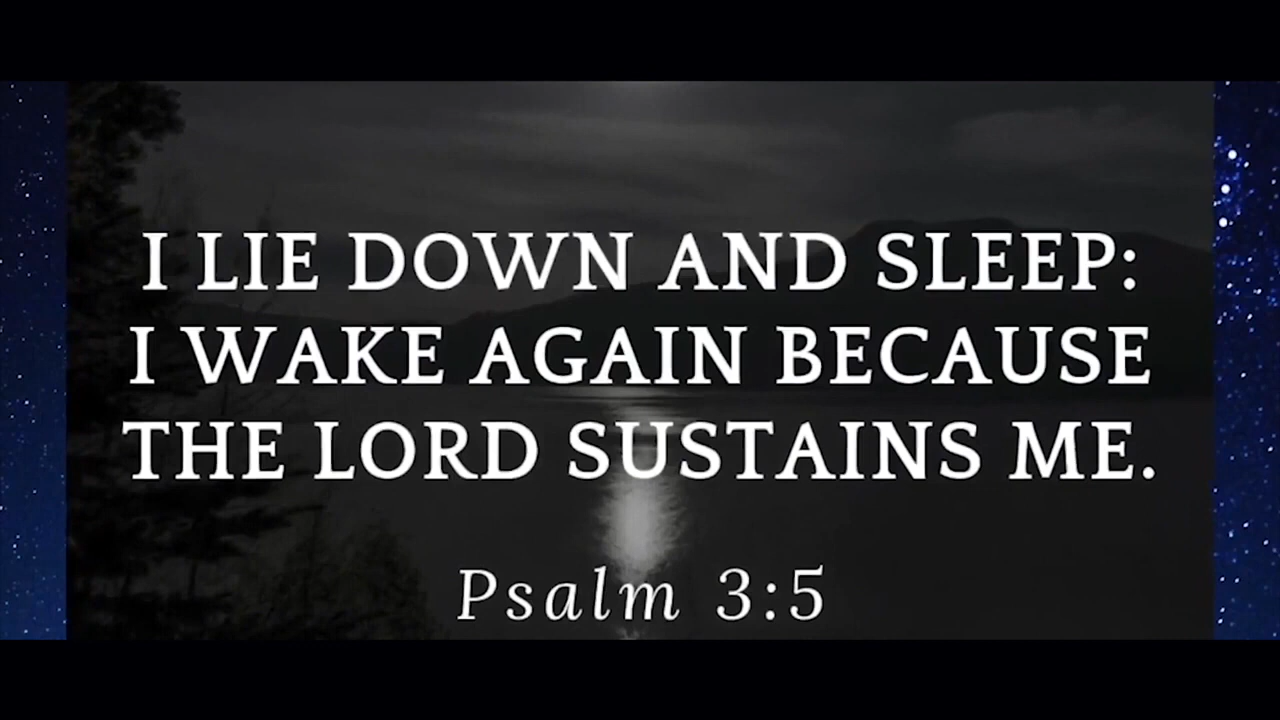 I LIE DOWN AND SLEEP:
I WAKE AGAIN BECAUSE
THE LORD SUSTAINS ME.
Psalm 3:5